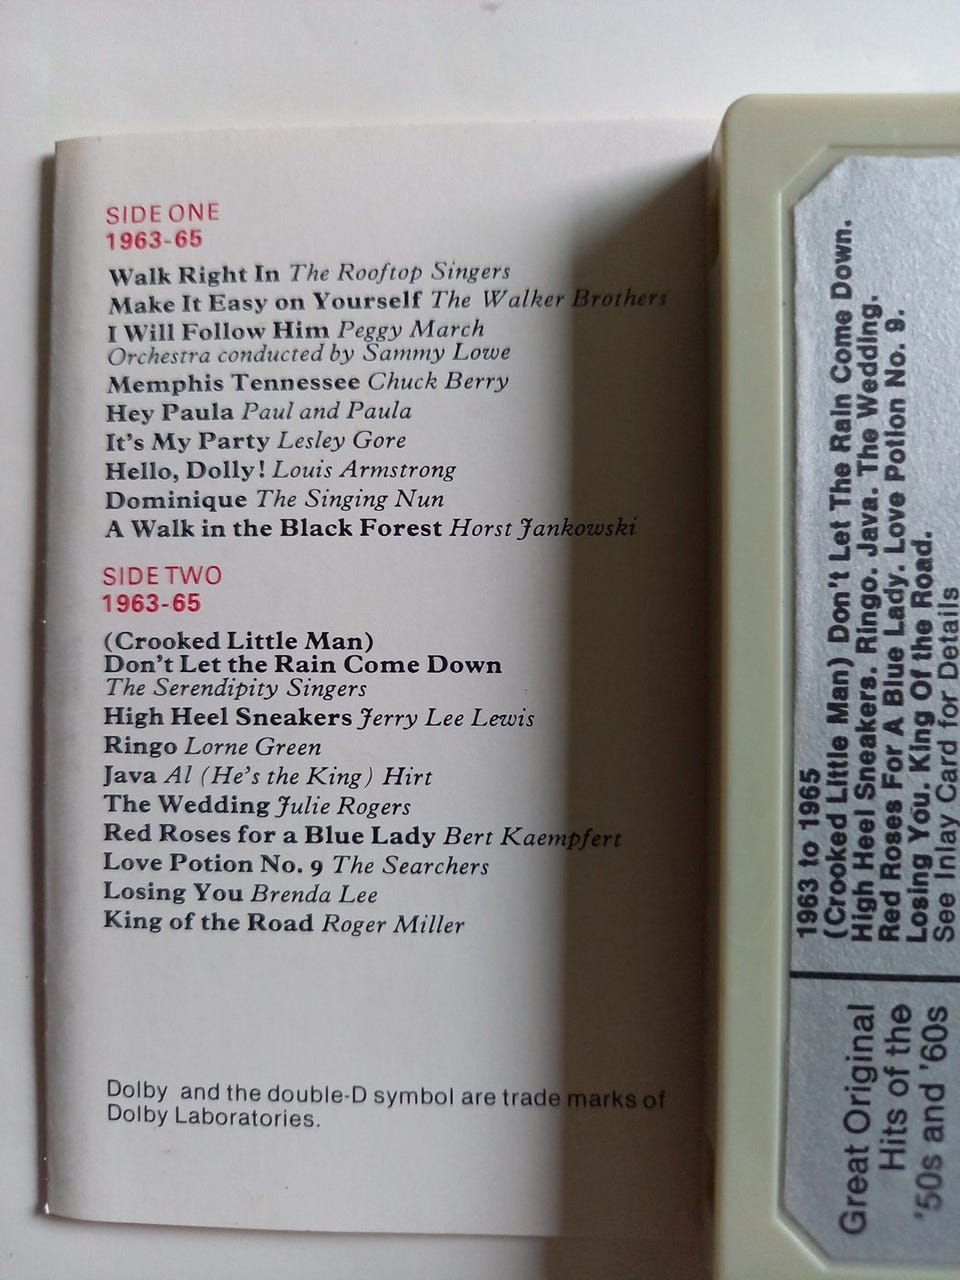 SIDE ONE
1963-65
Walk Right In The Rooftop Singers
Make It Easy on Yourself The Walker Brothers
I Will Follow Him Peggy March
Orchestra conducted by Sammy Lowe
Memphis Tennessee Chuck Berry
Hey Paula Paul and Paula
It's My Party Lesley Gore
Hello, Dolly! Louis Armstrong
Dominique The Singing Nun
A Walk in the Black Forest Horst Jankowski
SIDE TWO
1963-65
(Crooked Little Man)
Don't Let the Rain Come Down
The Serendipity Singers
High Heel Sneakers Jerry Lee Lewis
Ringo Lorne Green
Java Al (He's the King) Hirt
The Wedding Julie Rogers
Red Roses for a Blue Lady Bert Kaempfert
Love Potion No. 9 The Searchers
Losing You Brenda Lee
King of the Road Roger Miller
Dolby and the double-D symbol are trade marks of
Dolby Laboratories.
Great Original
Hits of the
'50s and '60s
1963 to 1965
(Crooked Little Man) Don't Let The Rain Come Down.
High Heel Sneakers. Ringo. Java. The Wedding.
Red Roses For A Blue Lady. Love Potion No. 9.
Losing You. King Of the Road.
See Inlay Card for Details